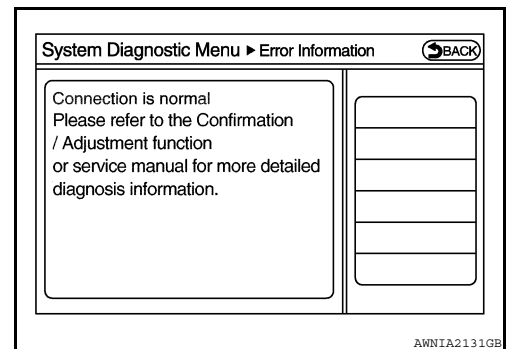 System Diagnostic Menu ▶ Error Information BACK
Connection is normal
Please refer to the Confirmation
/ Adjustment function
or service manual for more detailed
diagnosis information.
AWNIA2131GB